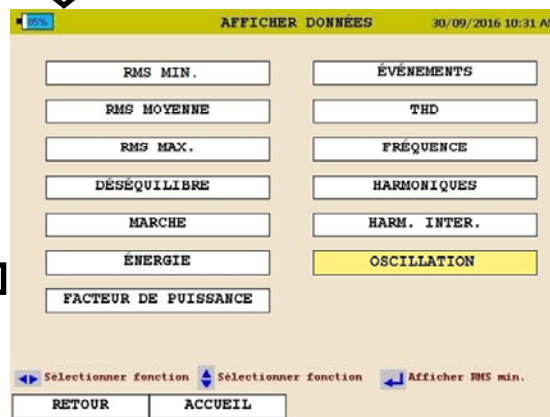 85% AFFICHER DONNÉES 30/09/2016 10:31 AM
RMS MIN. ÉVÉNEMENTS
RMS MOYENNE THD
RMS MAX. FRÉQUENCE
DÉSÉQUILIBRE HARMONIQUES
MARCHE HARM. INTER.
ÉNERGIE OSCILLATION
FACTEUR DE PUISSANCE
Sélectionner fonction Sélectionner fonction Afficher RMS min.
RETOUR ACCUEIL